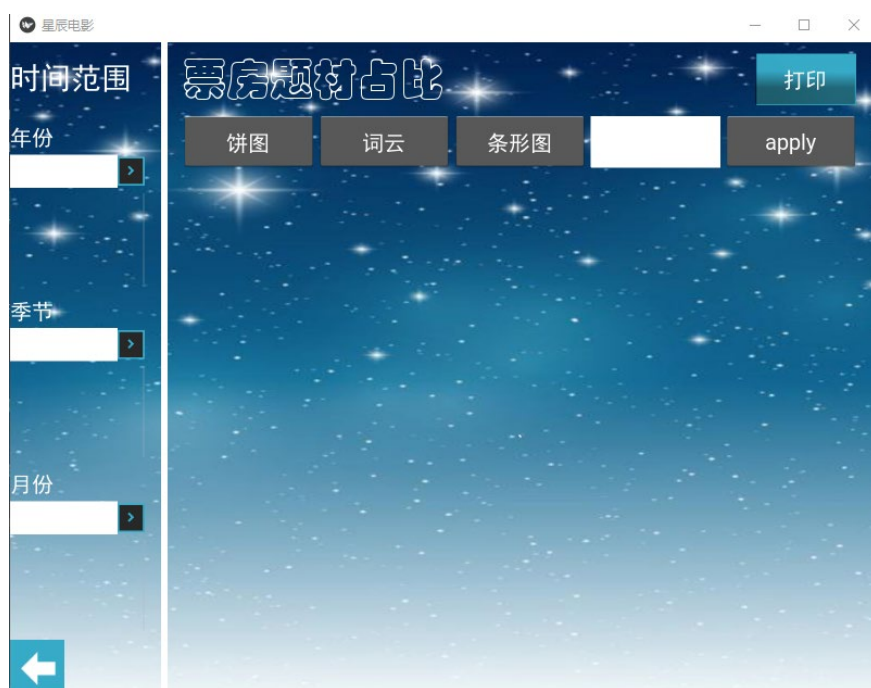 星辰电影
时间范围
票房题材占比
打印
年份
饼图
词云
条形图
apply
季节
月份